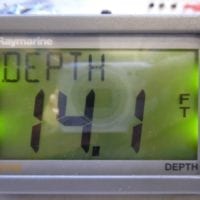 Raymarine
DEPTH
14.1 FT
DEPTH